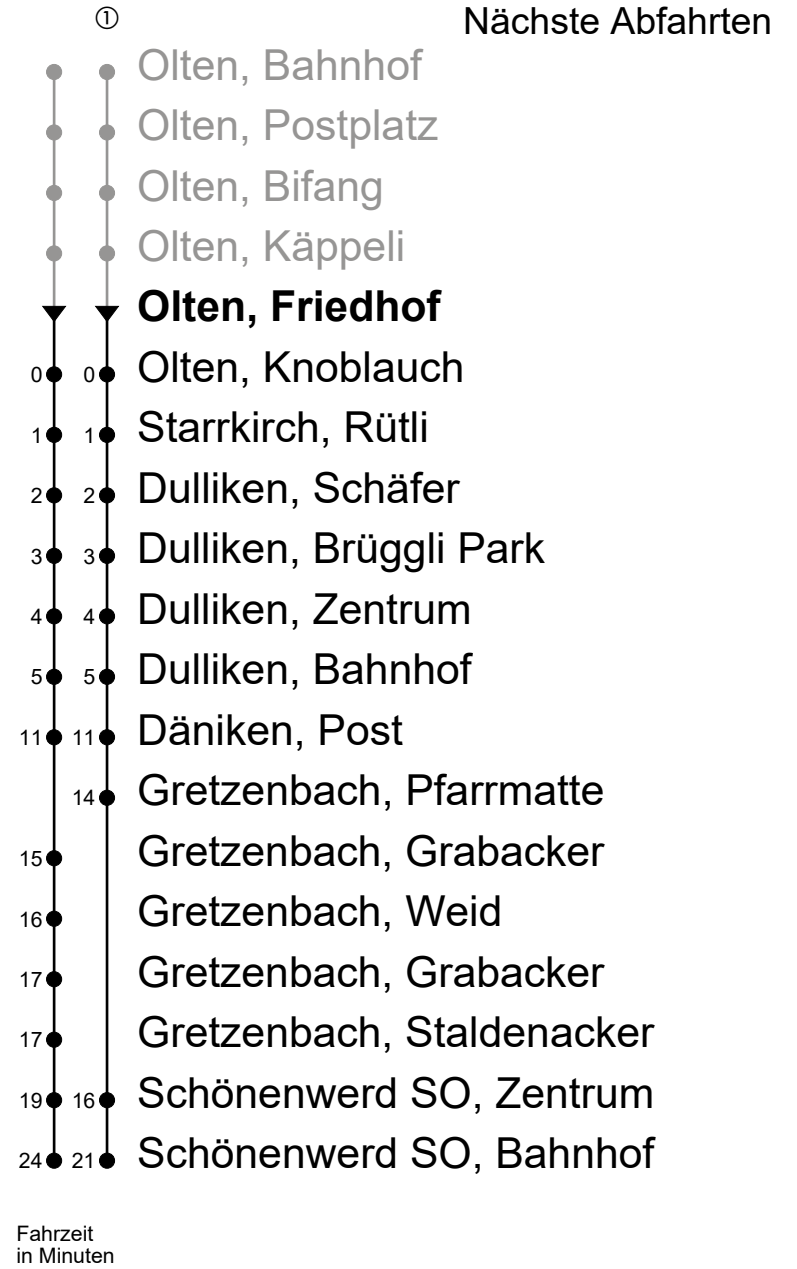 ① Nächste Abfahrten
Olten, Bahnhof
Olten, Postplatz
Olten, Bifang
Olten, Käppeli
Olten, Friedhof
0 0 Olten, Knoblauch
1 1 Starrkirch, Rütli
2 2 Dulliken, Schäfer
3 3 Dulliken, Brüggli Park
4 4 Dulliken, Zentrum
5 5 Dulliken, Bahnhof
11 11 Däniken, Post
14 Gretzenbach, Pfarrmatte
15 Gretzenbach, Grabacker
16 Gretzenbach, Weid
17 Gretzenbach, Grabacker
17 Gretzenbach, Staldenacker
19 16 Schönenwerd SO, Zentrum
24 21 Schönenwerd SO, Bahnhof
Fahrzeit
in Minuten